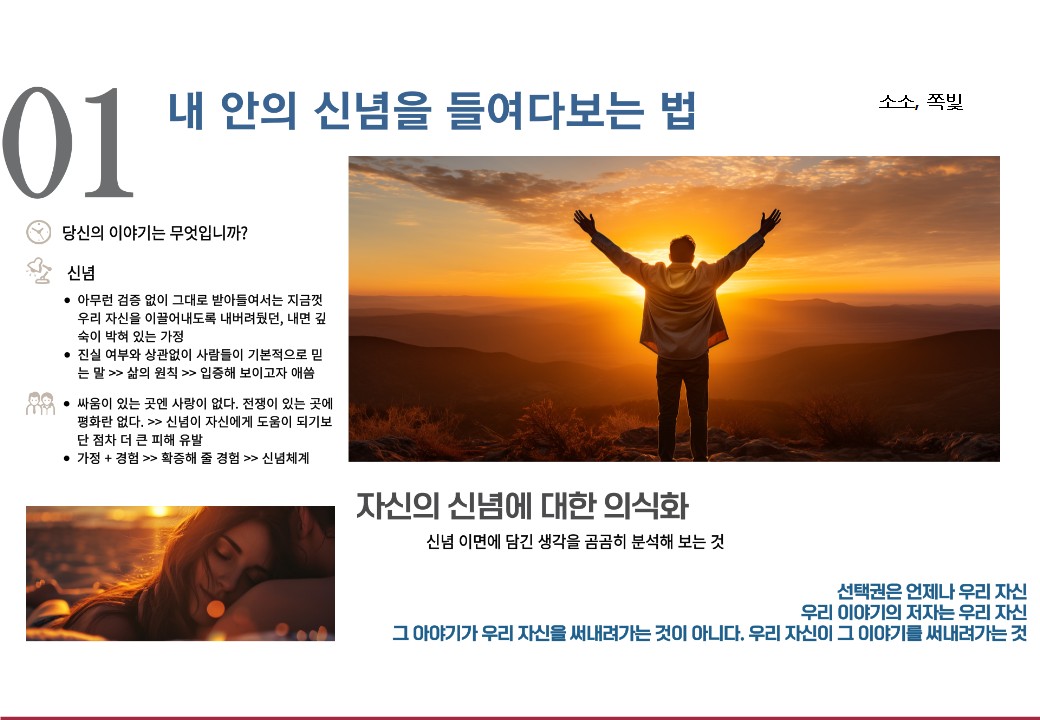 01
내 안의 신념을 들여다보는 법
소소, 쪽빛
당신의 이야기는 무엇입니까?
신념
• 아무런 검증 없이 그대로 받아들여서는 지금껏
우리 자신을 이끌어내도록 내버려뒀던, 내면 깊
숙이 박혀 있는 가정
• 진실 여부와 상관없이 사람들이 기본적으로 믿
는 말 >> 삶의 원칙 >> 입증해 보이고자 애씀
• 싸움이 있는 곳엔 사랑이 없다. 전쟁이 있는 곳에
평화란 없다. >> 신념이 자신에게 도움이 되기보
단 점차 더 큰 피해 유발
• 가정 + 경험 >> 확증해 줄 경험 >> 신념체계
자신의 신념에 대한 의식화
신념 이면에 담긴 생각을 곰곰히 분석해 보는 것
선택권은 언제나 우리 자신
우리 이야기의 저자는 우리 자신
그 아야기가 우리 자신을 써내려가는 것이 아니다. 우리 자신이 그 이야기를 써내려가는 것